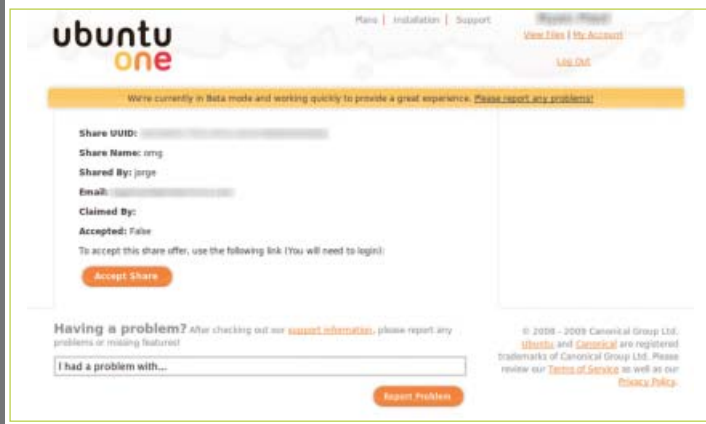 ubuntu
one
Plans | Installation | Support
View Files | My Account
Log Out
We're currently in Beta mode and working quickly to provide a great experience. Please report any problems!
Share UUID:
Share Name: omg
Shared By: jorge
Email:
Claimed By:
Accepted: False
To accept this share offer, use the following link (You will need to login):
Accept Share
Having a problem? After checking out our support information, please report any
problems or missing features!
I had a problem with...
Report Problem
© 2008 - 2009 Canonical Group Ltd.
Ubuntu and Canonical are registered
trademarks of Canonical Group Ltd. Please
review our Terms of Service as well as our
Privacy Policy.